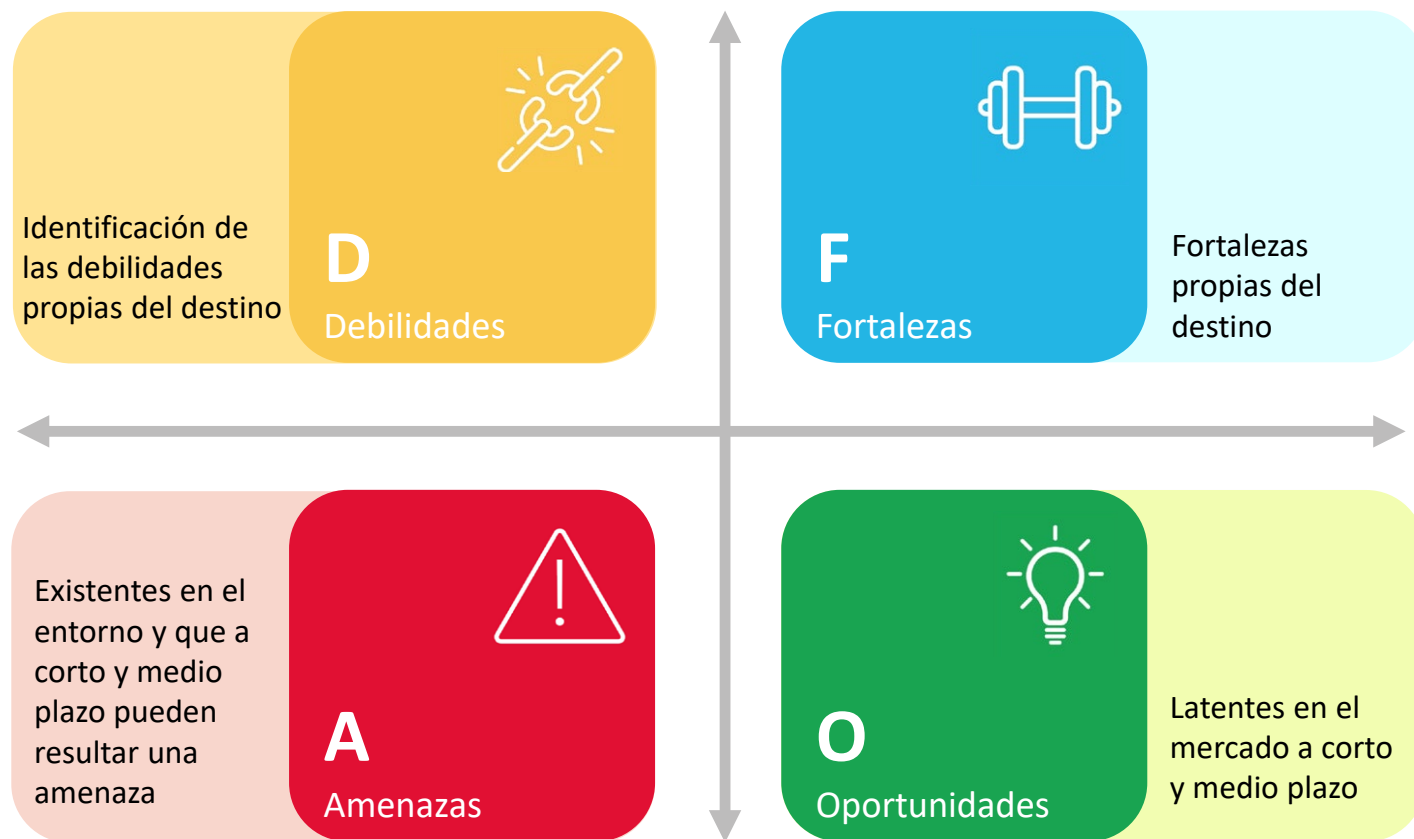 Identificación de
las debilidades
propias del destino
D
Debilidades
F
Fortalezas
Fortalezas
propias del
destino
Existentes en el
entorno y que a
corto y medio
plazo pueden
resultar una
amenaza
A
Amenazas
O
Oportunidades
Latentes en el
mercado a corto
y medio plazo